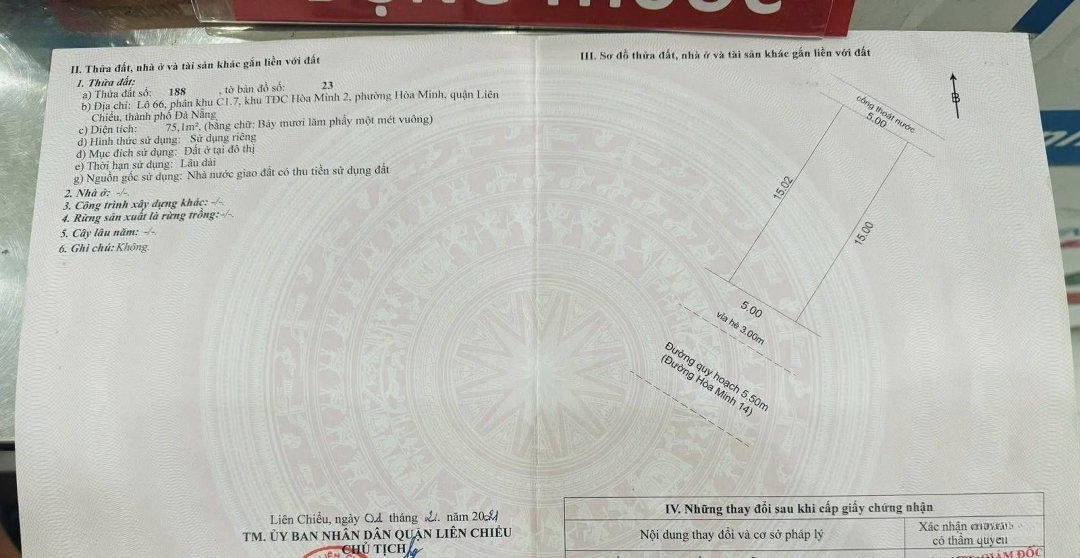 II. Thửa đất, nhà ở và tài sản khác gắn liền với đất
1. Thửa đất:
a) Thửa đất số: 188 , tờ bản đồ số: 23
b) Địa chỉ: Lô 66, phân khu C1.7, khu TĐC Hòa Minh 2, phường Hòa Minh, quận Liên
Chiểu, thành phố Đà Nẵng
c) Diện tích: 75,1m², (bằng chữ: Bảy mươi lăm phẩy một mét vuông)
d) Hình thức sử dụng: Sử dụng riêng
đ) Mục đích sử dụng: Đất ở tại đô thị
e) Thời hạn sử dụng: Lâu dài
g) Nguồn gốc sử dụng: Nhà nước giao đất có thu tiền sử dụng đất
2. Nhà ở: -/-.
3. Công trình xây dựng khác: -/-.
4. Rừng sản xuất là rừng trồng: -/-.
5. Cây lâu năm: -/-.
6. Ghi chú: Không.
Liên Chiểu, ngày tháng năm
TM. ỦY BAN NHÂN DÂN QUẬN LIÊN CHIỂU
CHỦ TỊCH
III. Sơ đồ thửa đất, nhà ở và tài sản khác gắn liền với đất
B
cống thoát nước
5.00
15.02
15.00
5.00
vỉa hè 3.00m
Đường quy hoạch 5.50m
(Đường Hòa Minh 14)
IV. Những thay đổi sau khi cấp giấy chứng nhận
Nội dung thay đổi và cơ sở pháp lý
Xác nhận của cơ quan
có thẩm quyền
GIÁM ĐỐC